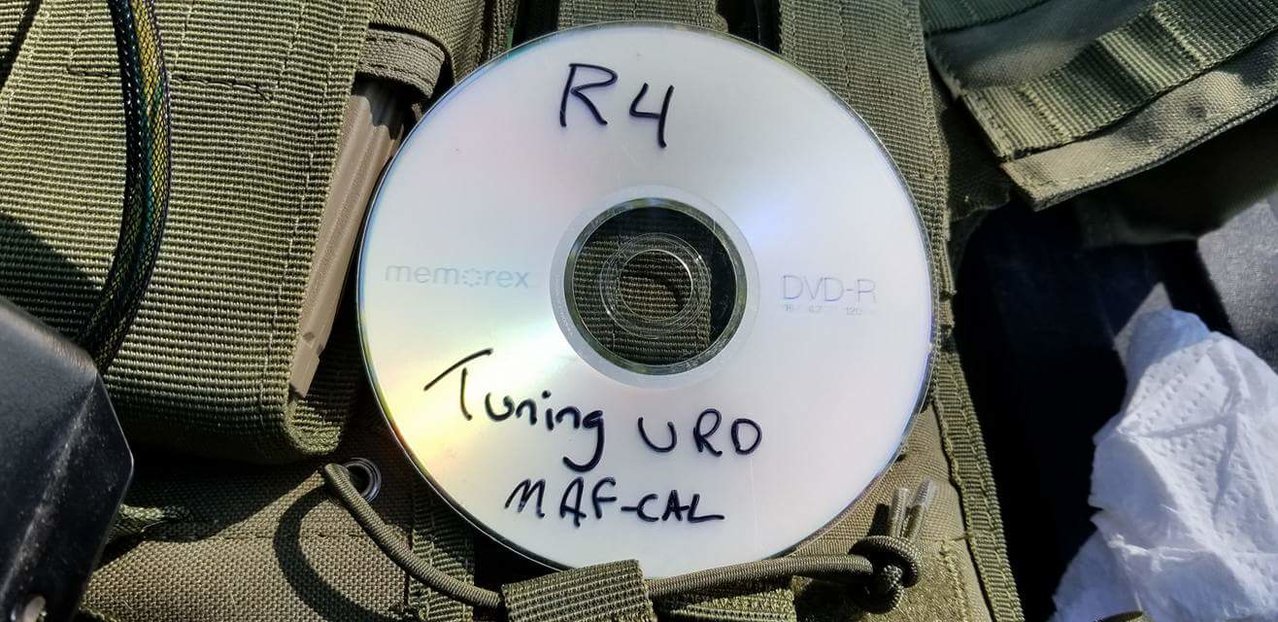 R4
memorex
DVD-R
Tuning URD
MAF-CAL